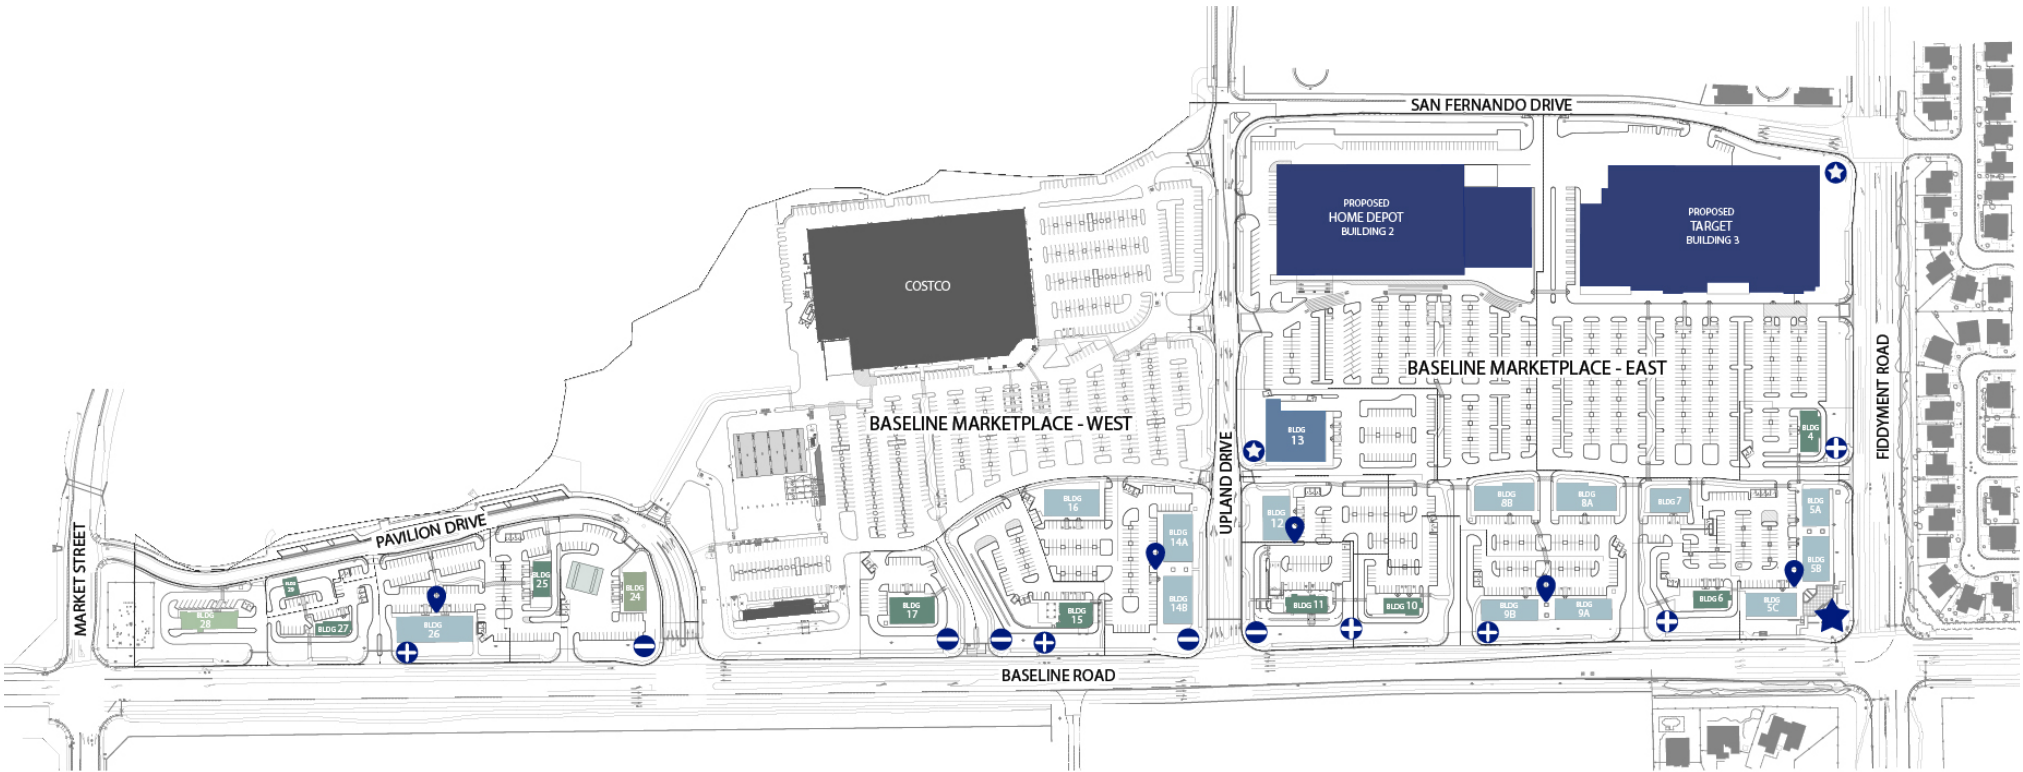 SAN FERNANDO DRIVE
PROPOSED
HOME DEPOT
BUILDING 2
PROPOSED
TARGET
BUILDING 3
COSTCO
FIDDYMENT ROAD
BASELINE MARKETPLACE - EAST
BASELINE MARKETPLACE - WEST
UPLAND DRIVE
BLDG
13
BLDG
4
MARKET STREET
PAVILION DRIVE
BLDG
16
BLDG
14A
BLDG
14B
BLDG
12
BLDG
8B
BLDG
8A
BLDG 7
BLDG
5A
BLDG
5B
BLDG
5C
BLDG 6
BLDG
9A
BLDG
9B
BLDG 10
BLDG 11
BLDG
15
BLDG
17
BLDG
24
BLDG
25
BLDG
26
BLDG 27
BLDG
28
BLDG
29
BASELINE ROAD